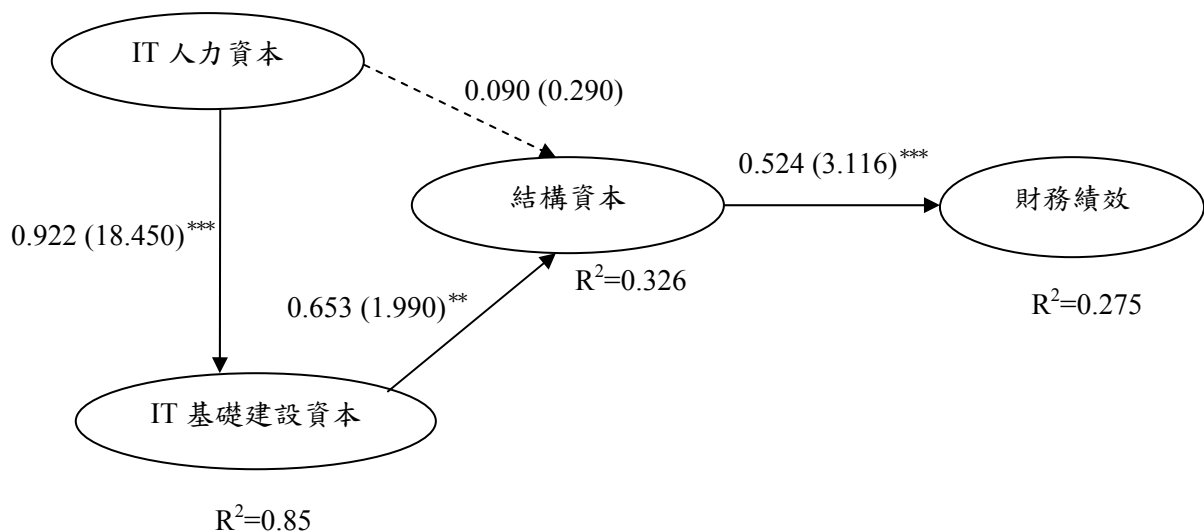 IT 人力資本
0.090 (0.290)
0.524 (3.116)***
結構資本
財務績效
0.922 (18.450)***
R²=0.326
0.653 (1.990)**
R²=0.275
IT 基礎建設資本
R²=0.85